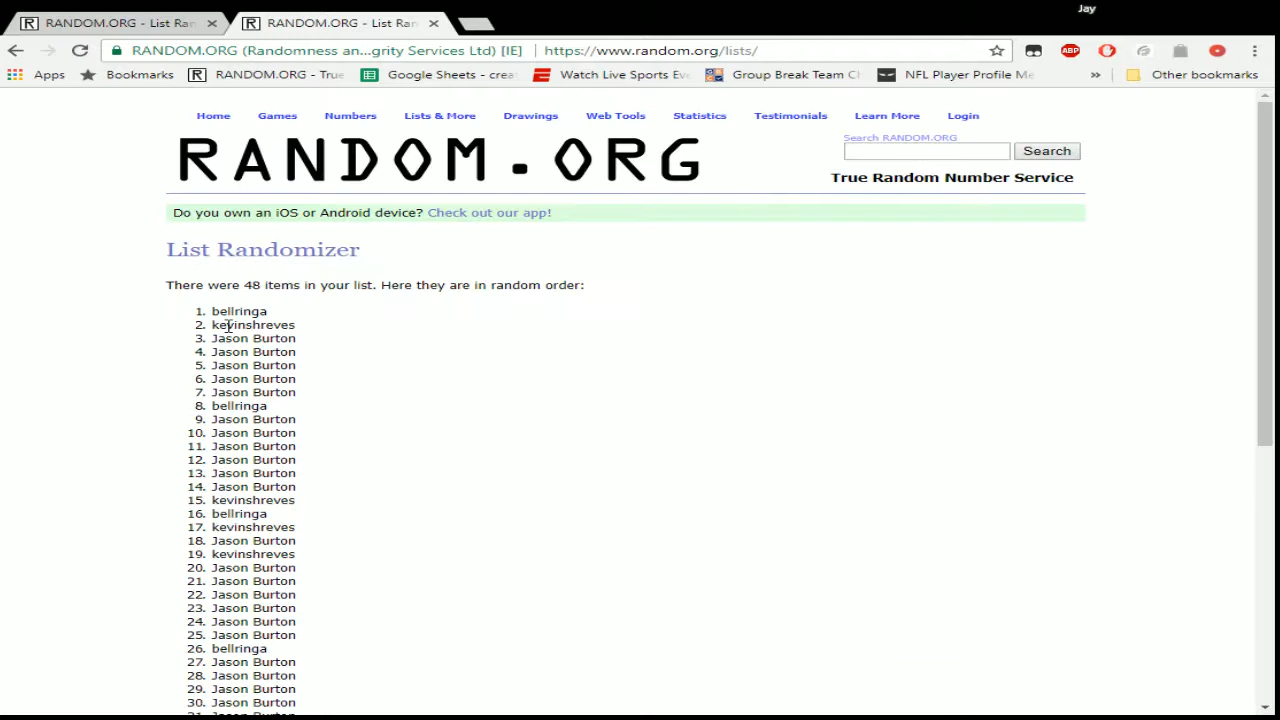 Jay
RANDOM.ORG - List Ra
RANDOM.ORG - List Ra
RANDOM.ORG (Randomness an...grity Services Ltd) [IE] https://www.random.org/lists/
Apps Bookmarks RANDOM.ORG - True Google Sheets - crea Watch Live Sports Eve Group Break Team Ch NFL Player Profile Me » Other bookmarks
Home Games Numbers Lists & More Drawings Web Tools Statistics Testimonials Learn More Login
RANDOM.ORG
Search RANDOM.ORG
Search
True Random Number Service
Do you own an iOS or Android device? Check out our app!
List Randomizer
There were 48 items in your list. Here they are in random order:
1. bellringa
2. kevinshreves
3. Jason Burton
4. Jason Burton
5. Jason Burton
6. Jason Burton
7. Jason Burton
8. bellringa
9. Jason Burton
10. Jason Burton
11. Jason Burton
12. Jason Burton
13. Jason Burton
14. Jason Burton
15. kevinshreves
16. bellringa
17. kevinshreves
18. Jason Burton
19. kevinshreves
20. Jason Burton
21. Jason Burton
22. Jason Burton
23. Jason Burton
24. Jason Burton
25. Jason Burton
26. bellringa
27. Jason Burton
28. Jason Burton
29. Jason Burton
30. Jason Burton